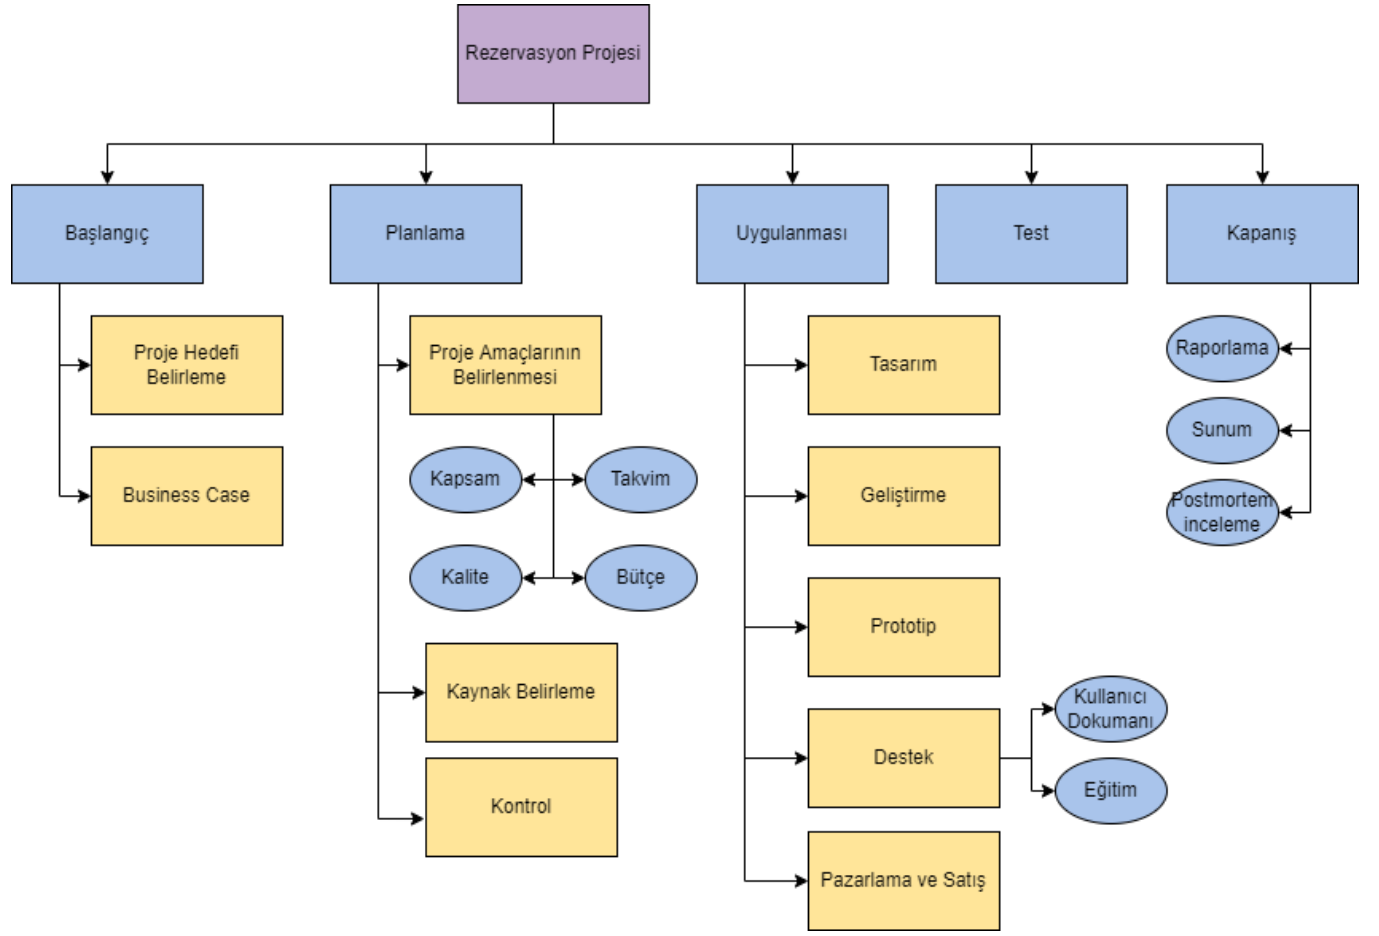 Rezervasyon Projesi
Başlangıç
Planlama
Uygulanması
Test
Kapanış
Proje Hedefi
Belirleme
Business Case
Proje Amaçlarının
Belirlenmesi
Kapsam
Takvim
Kalite
Bütçe
Kaynak Belirleme
Kontrol
Tasarım
Geliştirme
Prototip
Destek
Kullanıcı
Dokumanı
Eğitim
Pazarlama ve Satış
Raporlama
Sunum
Postmortem
inceleme